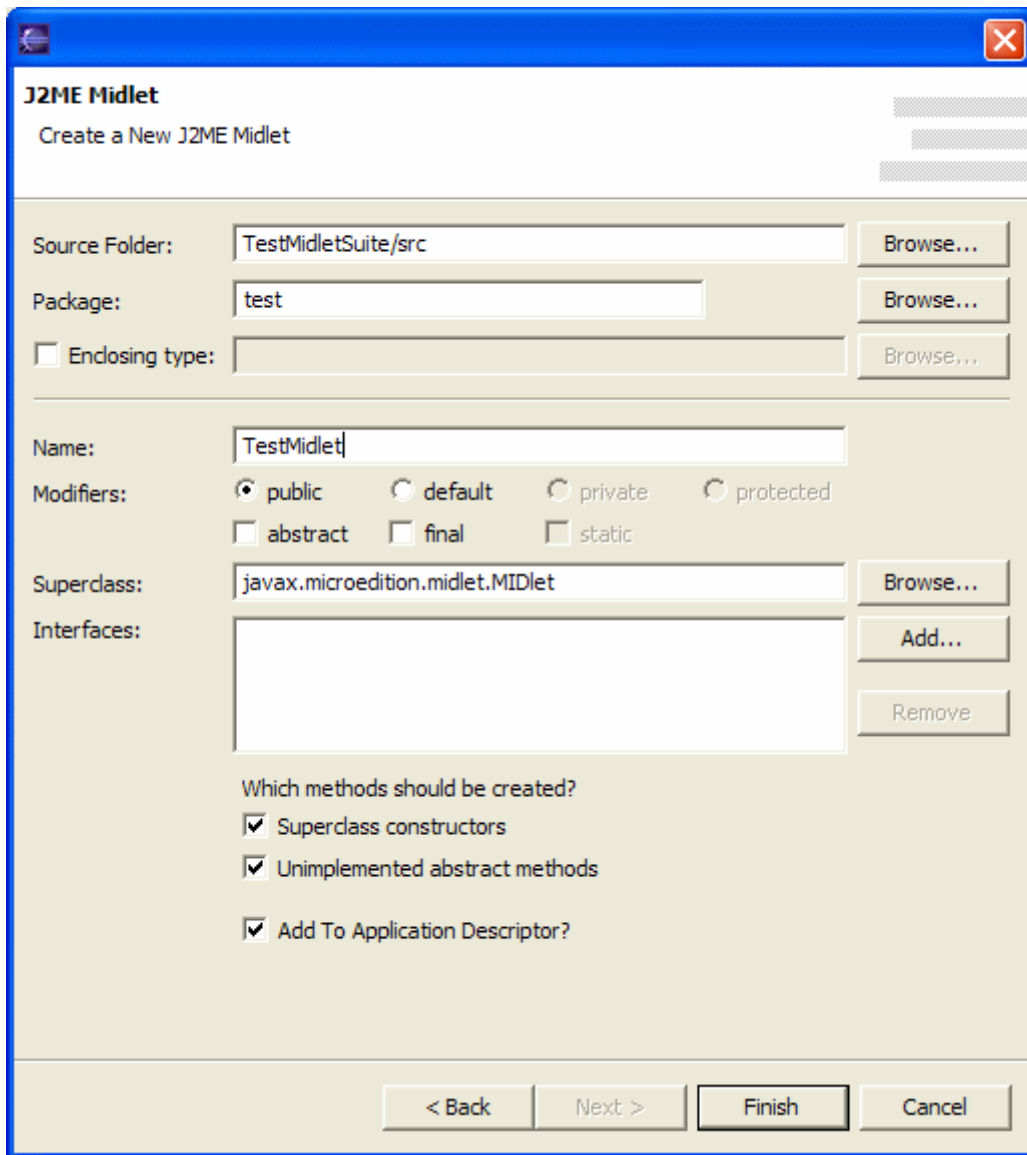 J2ME Midlet
Create a New J2ME Midlet
Source Folder: TestMidletSuite/src Browse...
Package: test Browse...
Enclosing type: Browse...
Name: TestMidlet
Modifiers: public default private protected
abstract final static
Superclass: javax.microedition.midlet.MIDlet Browse...
Interfaces: Add...
Remove
Which methods should be created?
Superclass constructors
Unimplemented abstract methods
Add To Application Descriptor?
< Back Next > Finish Cancel